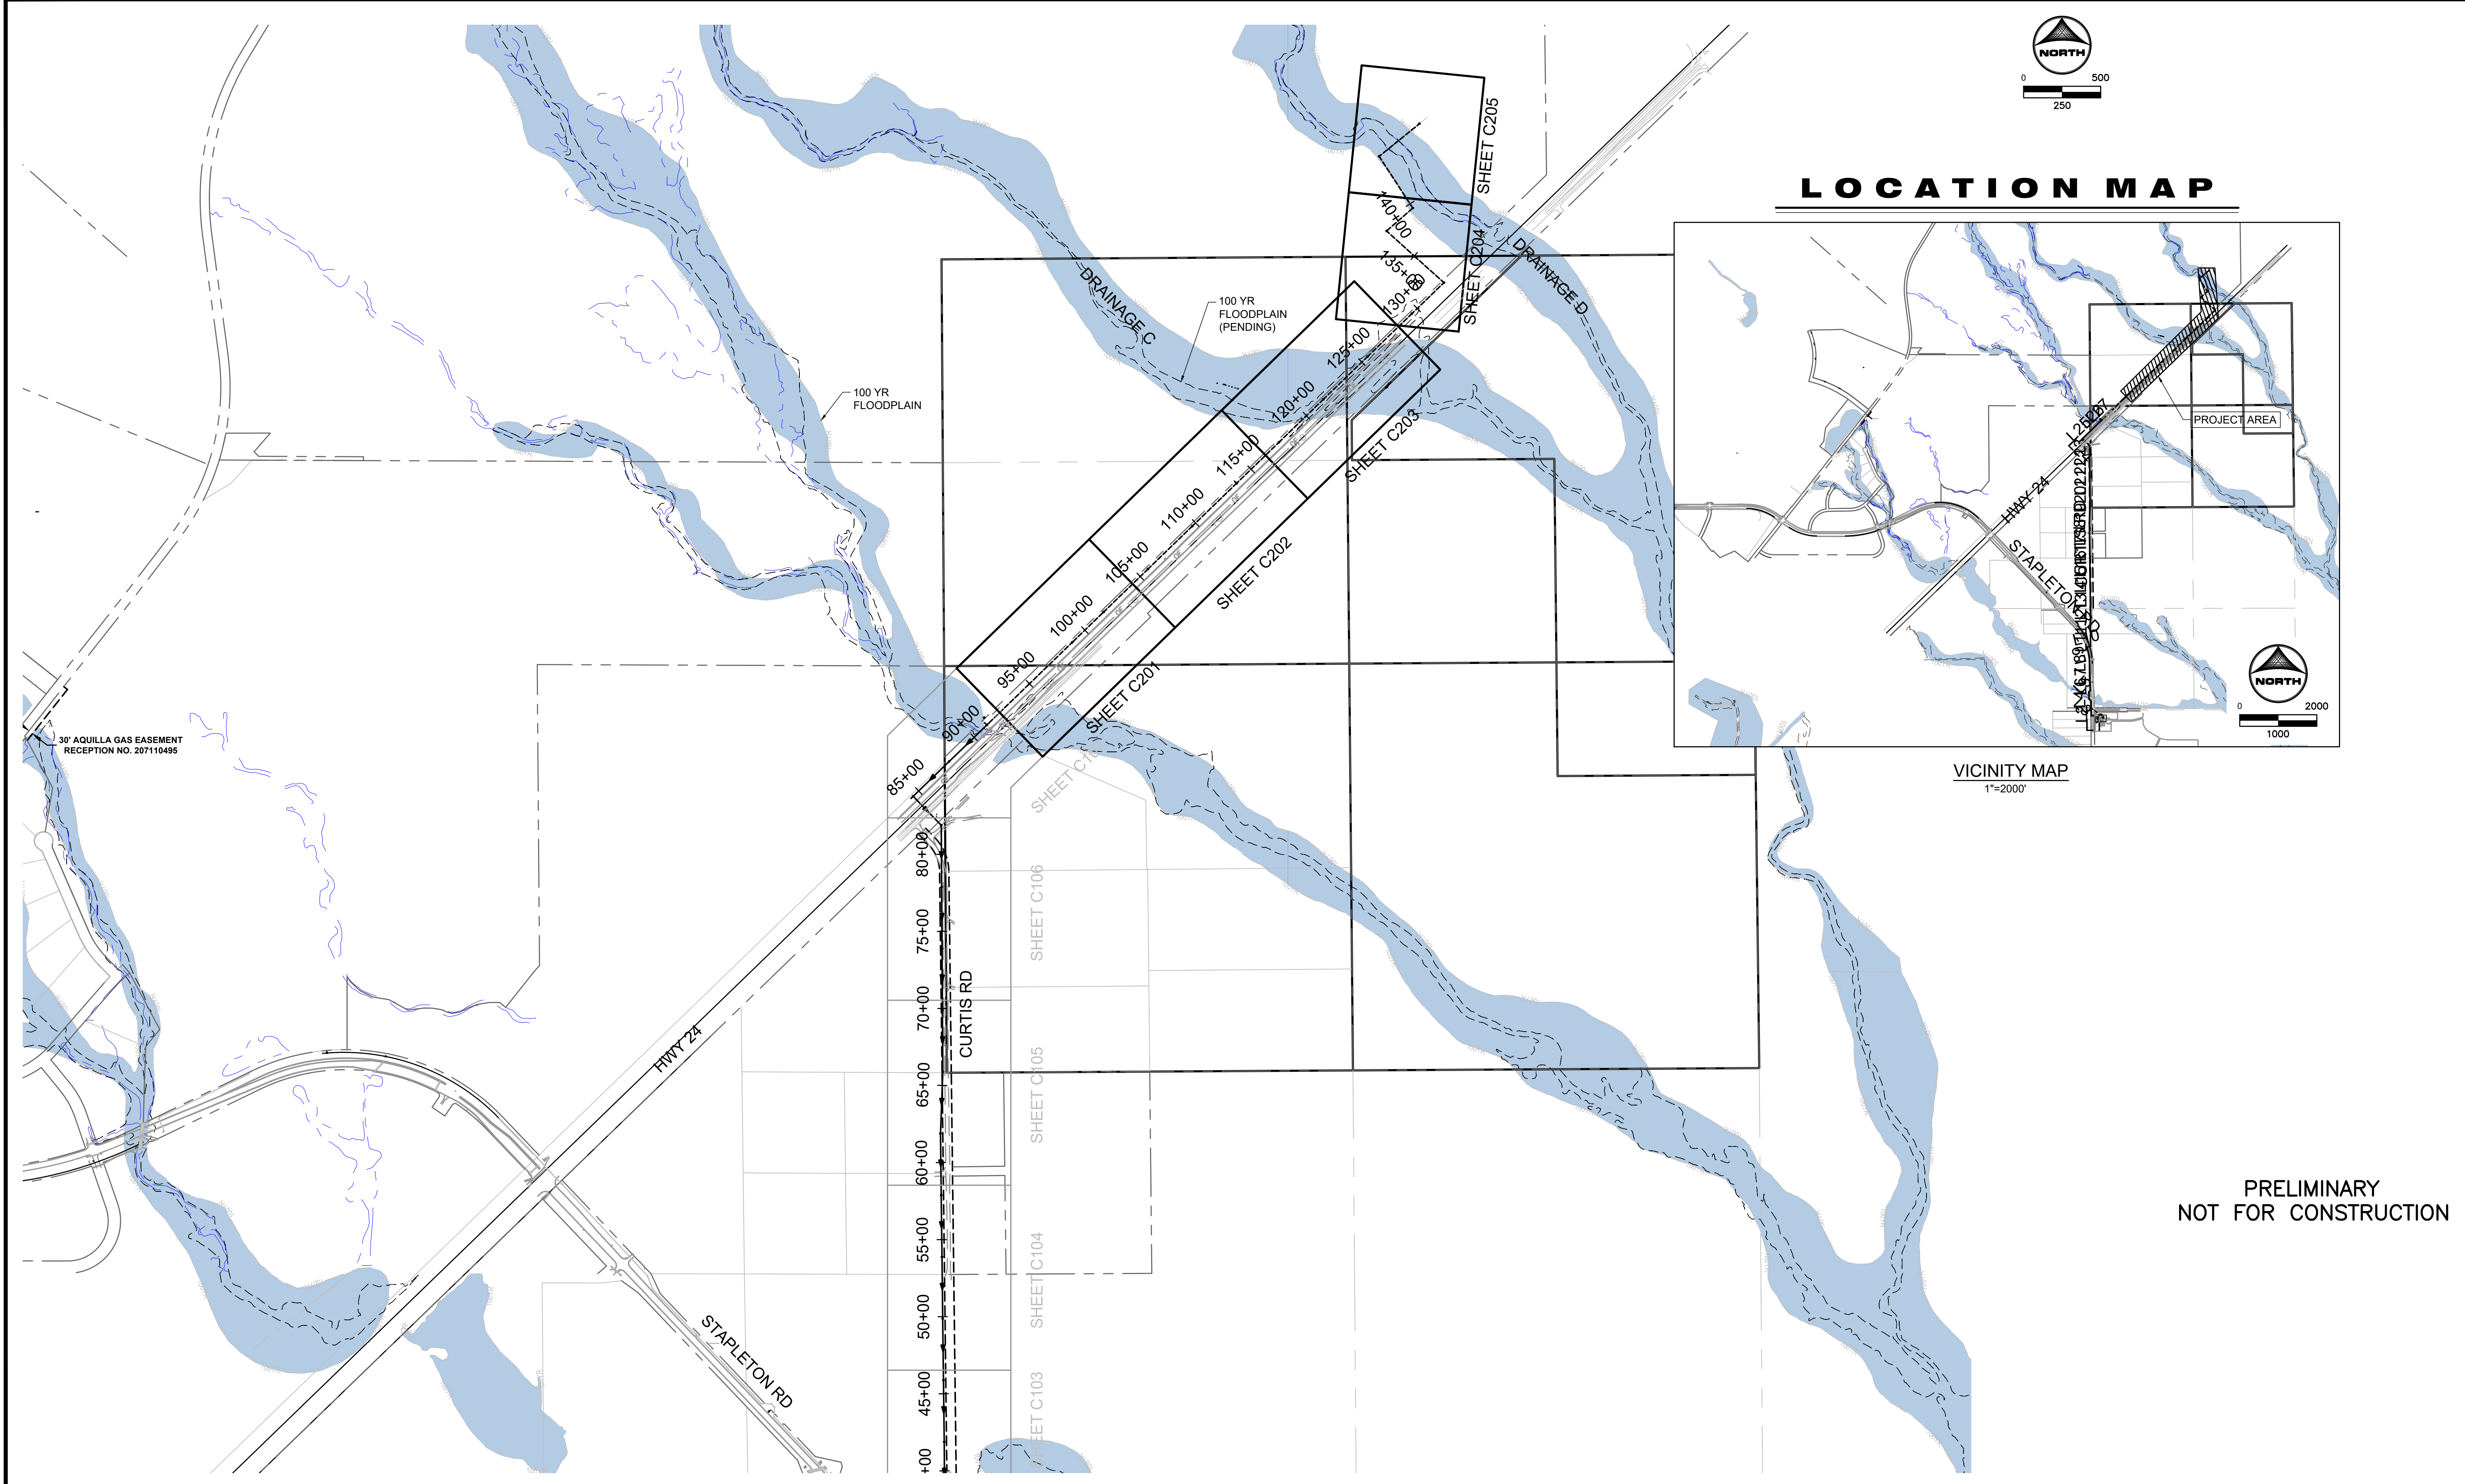 NORTH
0 500
250
LOCATION MAP
SHEET C205
140+00
SHEET C204
DRAINAGE D
135+00
130+00
DRAINAGE C
100 YR
FLOODPLAIN
(PENDING)
125+00
120+00
SHEET C203
100 YR
FLOODPLAIN
115+00
110+00
105+00
SHEET C202
100+00
95+00
SHEET C201
90+00
85+00
30' AQUILLA GAS EASEMENT
RECEPTION NO. 207110495
80+00
SHEET C106
75+00
70+00
CURTIS RD
HWY 24
65+00
SHEET C105
60+00
55+00
SHEET C104
50+00
STAPLETON RD
45+00
SHEET C103
+00
PROJECT AREA
HWY 24
STAPLETON RD
NORTH
0 2000
1000
VICINITY MAP
1"=2000'
PRELIMINARY
NOT FOR CONSTRUCTION